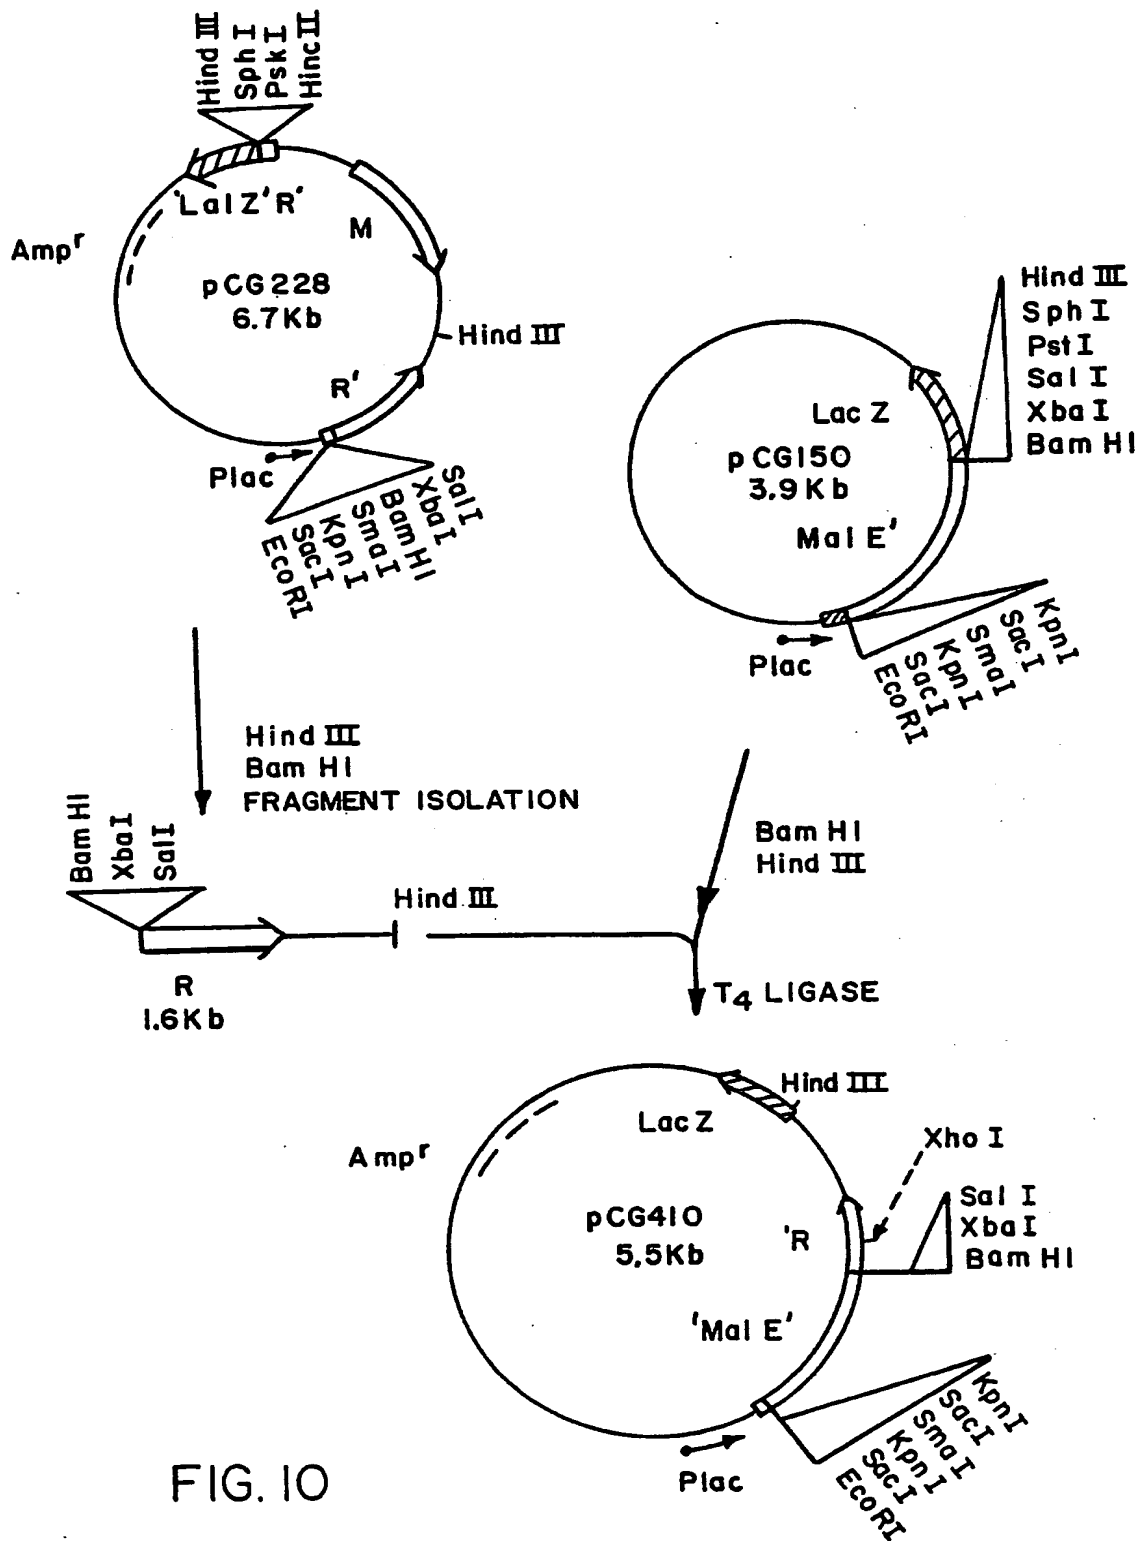 Hind III
Sph I
Psk I
Hinc II
'LalZ'R'
M
Ampr
pCG228
6.7Kb
Hind III
R'
Plac
EcoRI
SacI
KpnI
SmaI
BamHI
XbaI
SalI
Hind III
Sph I
Pst I
Sal I
Xba I
Bam HI
Lac Z
pCG150
3.9Kb
Mal E'
Plac
EcoRI
SacI
KpnI
SmaI
SacI
KpnI
Hind III
Bam HI
FRAGMENT ISOLATION
Bam HI
XbaI
SalI
Bam HI
Hind III
Hind III
R
1.6Kb
T4 LIGASE
Hind III
Lac Z
Ampr
Xho I
Sal I
Xba I
Bam HI
pCG410
5.5Kb
'R
'Mal E'
Plac
EcoRI
SacI
KpnI
SmaI
SacI
KpnI
FIG. 10